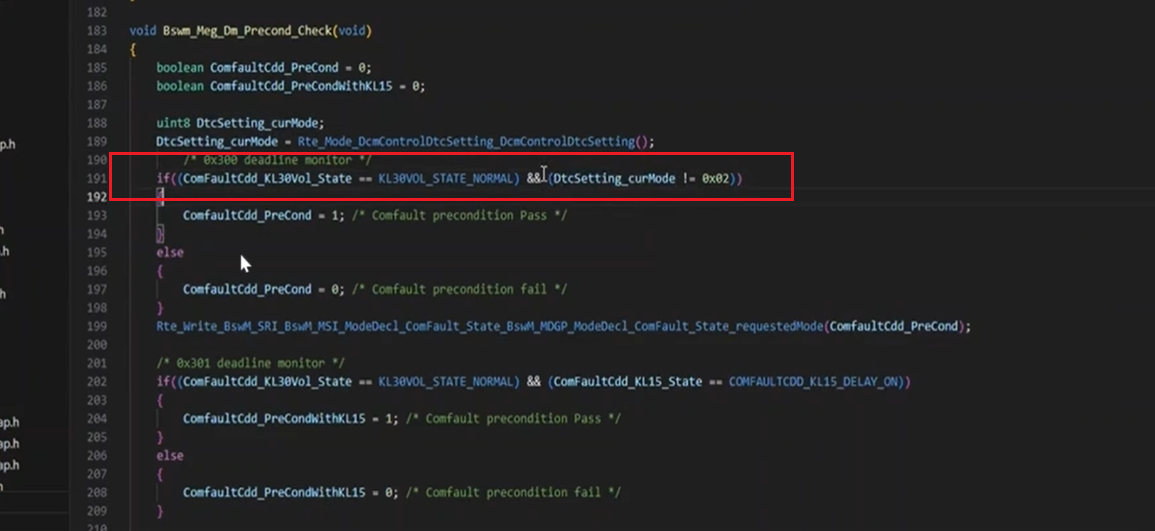 182
183 void Bswm_Meg_Dm_Precond_Check(void)
184 {
185 boolean ComfaultCdd_PreCond = 0;
186 boolean ComfaultCdd_PreCondWithKL15 = 0;
187
188 uint8 DtcSetting_curMode;
189 DtcSetting_curMode = Rte_Mode_DcmControlDtcSetting_DcmControlDtcSetting();
190 /* 0x300 deadline monitor */
191 if((ComFaultCdd_KL30Vol_State == KL30VOL_STATE_NORMAL) && (DtcSetting_curMode != 0x02))
192 {
193 ComfaultCdd_PreCond = 1; /* Comfault precondition Pass */
194 }
195 else
196 {
197 ComfaultCdd_PreCond = 0; /* Comfault precondition fail */
198 }
199 Rte_Write_BswM_SRI_BswM_MSI_ModeDecl_ComFault_State_BswM_MDGP_ModeDecl_ComFault_State_requestedMode(ComfaultCdd_PreCond);
200
201 /* 0x301 deadline monitor */
202 if((ComFaultCdd_KL30Vol_State == KL30VOL_STATE_NORMAL) && (ComFaultCdd_KL15_State == COMFAULTCDD_KL15_DELAY_ON))
203 {
204 ComfaultCdd_PreCondWithKL15 = 1; /* Comfault precondition Pass */
205 }
206 else
207 {
208 ComfaultCdd_PreCondWithKL15 = 0; /* Comfault precondition fail */
209 }
210
p.h
.h
h
ap.h
ap.h
ap.h